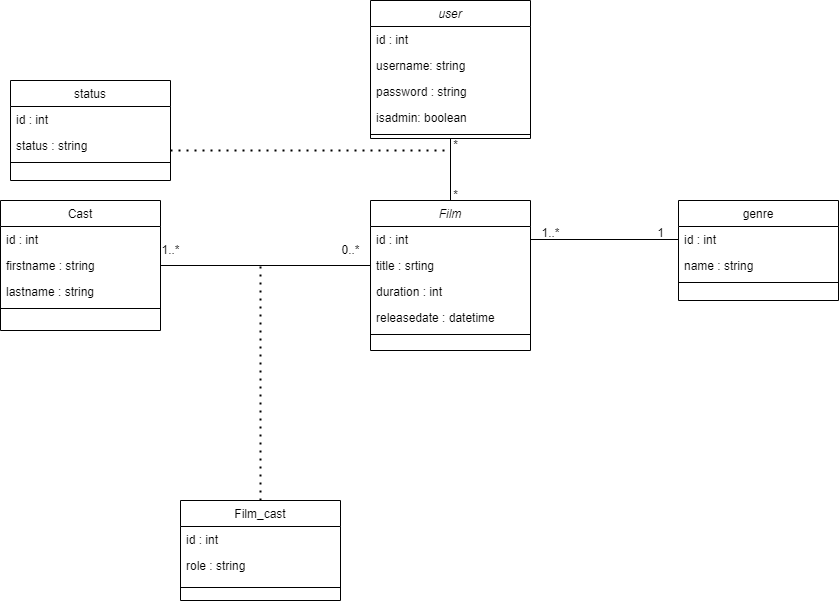 user
id : int
username: string
password : string
isadmin: boolean
status
id : int
status : string
*
*
Cast
id : int
firstname : string
lastname : string
1..*
0..*
Film
id : int
title : srting
duration : int
releasedate : datetime
1..*
1
genre
id : int
name : string
Film_cast
id : int
role : string